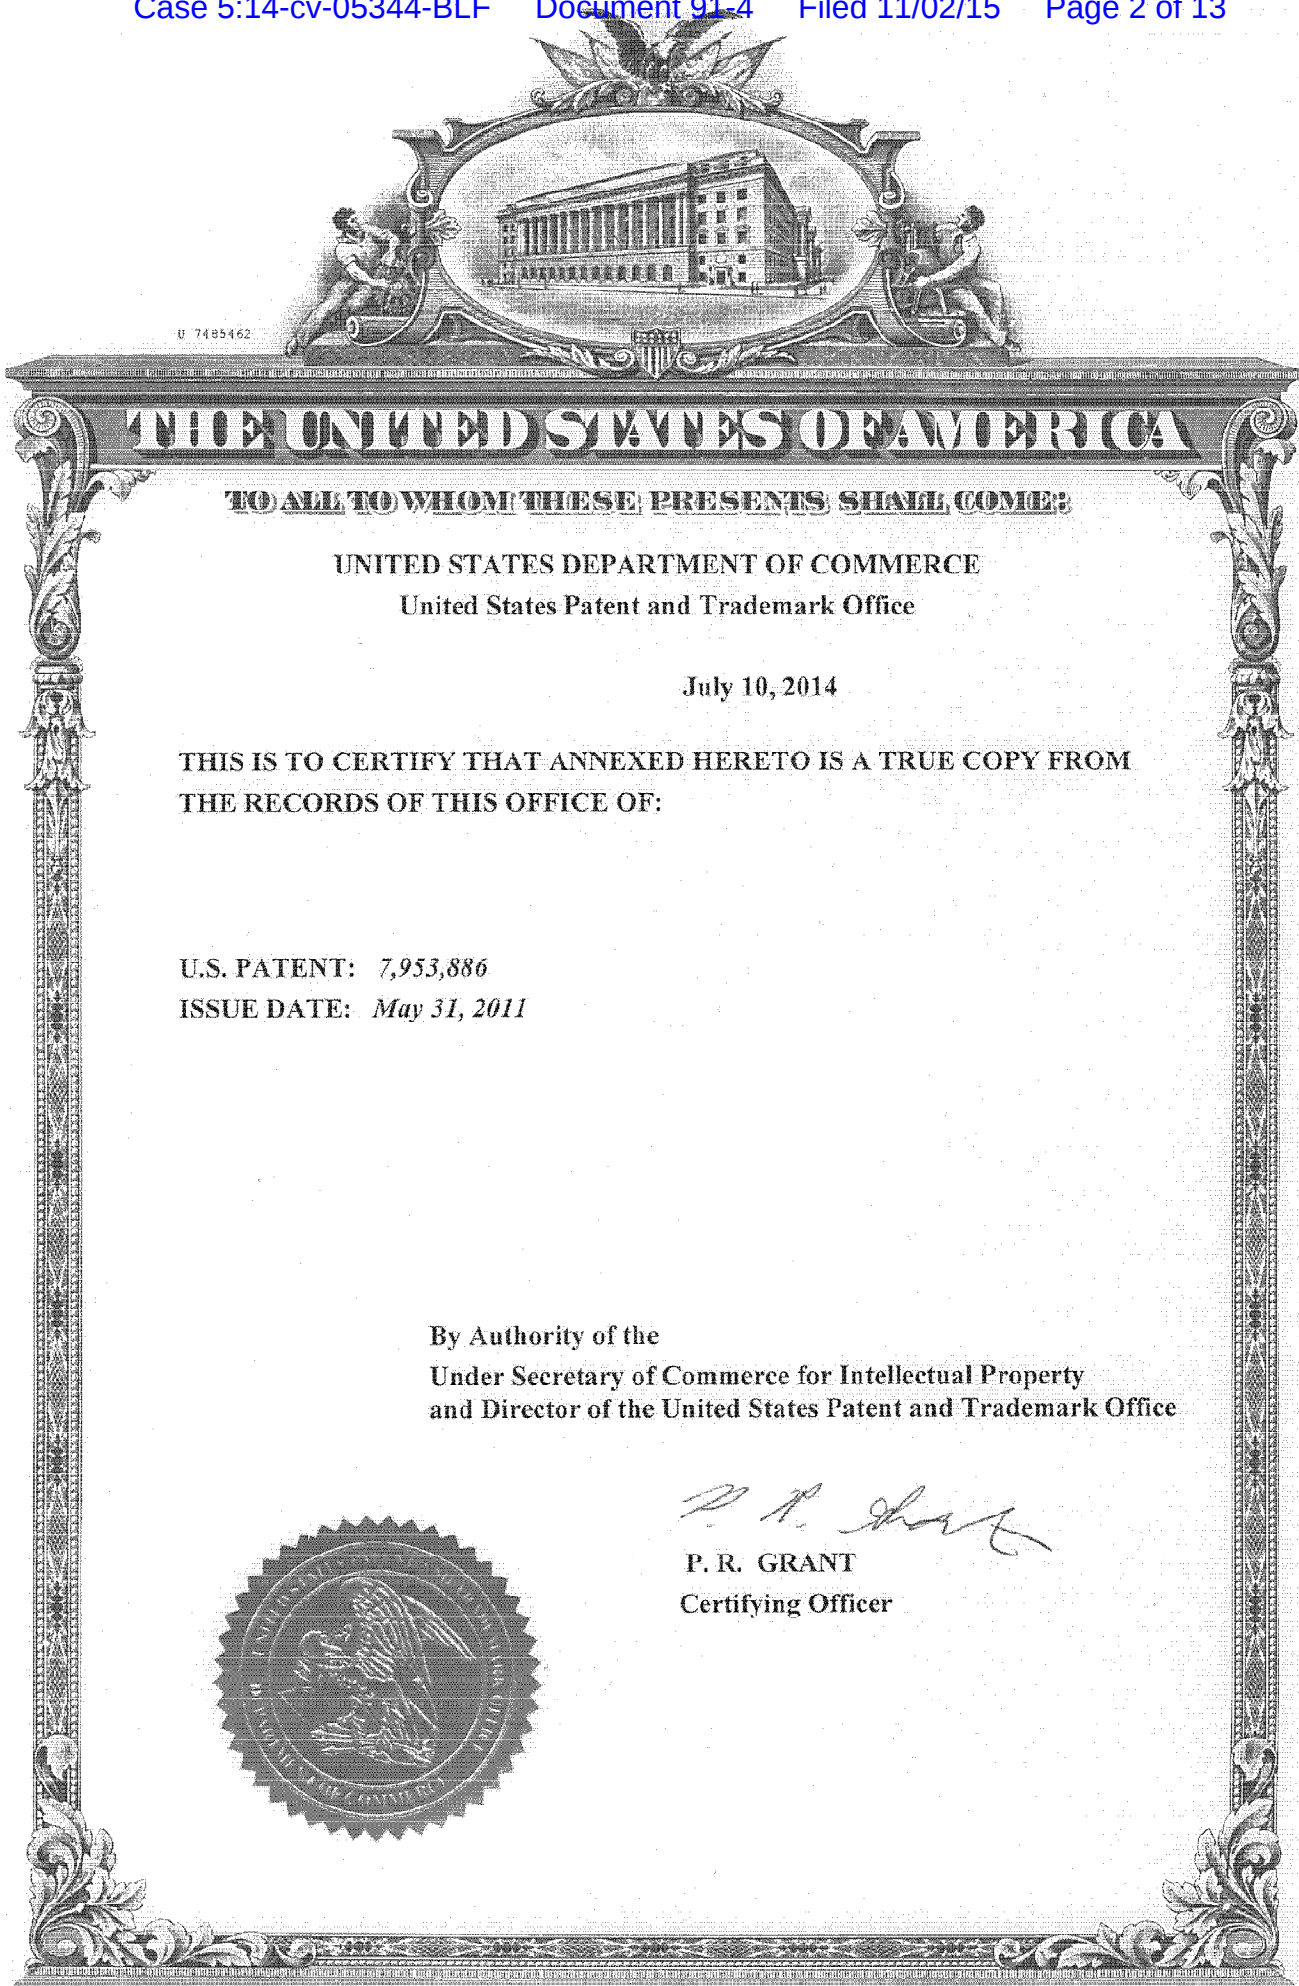 Case 5:14-cv-05344-BLF Document 91-4 Filed 11/02/15 Page 2 of 13
U 7485462
THE UNITED STATES OF AMERICA
TO ALL TO WHOM THESE PRESENTS SHALL COME:
UNITED STATES DEPARTMENT OF COMMERCE
United States Patent and Trademark Office
July 10, 2014
THIS IS TO CERTIFY THAT ANNEXED HERETO IS A TRUE COPY FROM
THE RECORDS OF THIS OFFICE OF:
U.S. PATENT: 7,953,886
ISSUE DATE: May 31, 2011
By Authority of the
Under Secretary of Commerce for Intellectual Property
and Director of the United States Patent and Trademark Office
P. R. GRANT
Certifying Officer